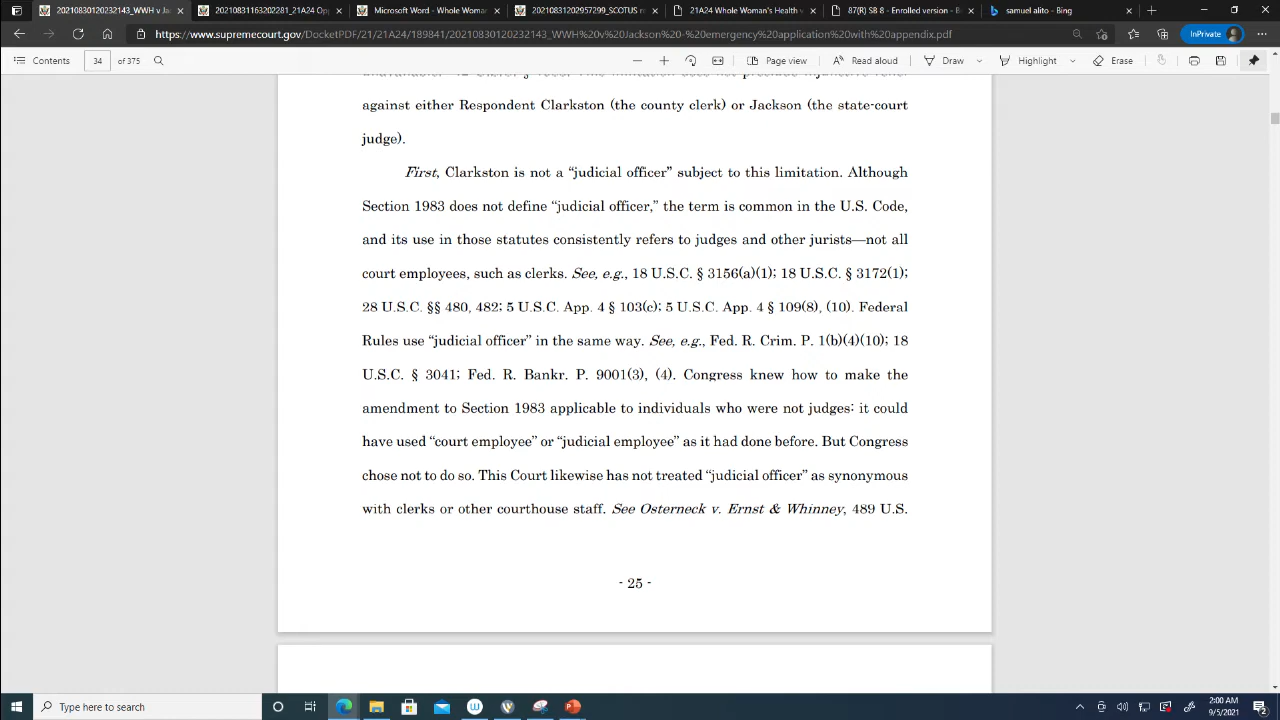 20210830120232143_WWH v Ja
20210831163202281_21A24 Opp
Microsoft Word - Whole Woman
20210831202957299_SCOTUS re
21A24 Whole Woman's Health v
87(R) SB 8 - Enrolled version - B
samuel alito - Bing
https://www.supremecourt.gov/DocketPDF/21/21A24/189841/20210830120232143_WWH%20v%20Jackson%20-%20emergency%20application%20with%20appendix.pdf
InPrivate
Contents
34 of 375
Page view
Read aloud
Draw
Highlight
Erase
against either Respondent Clarkston (the county clerk) or Jackson (the state-court
judge).
First, Clarkston is not a “judicial officer” subject to this limitation. Although
Section 1983 does not define “judicial officer,” the term is common in the U.S. Code,
and its use in those statutes consistently refers to judges and other jurists—not all
court employees, such as clerks. See, e.g., 18 U.S.C. § 3156(a)(1); 18 U.S.C. § 3172(1);
28 U.S.C. §§ 480, 482; 5 U.S.C. App. 4 § 103(c); 5 U.S.C. App. 4 § 109(8), (10). Federal
Rules use “judicial officer” in the same way. See, e.g., Fed. R. Crim. P. 1(b)(4)(10); 18
U.S.C. § 3041; Fed. R. Bankr. P. 9001(3), (4). Congress knew how to make the
amendment to Section 1983 applicable to individuals who were not judges: it could
have used “court employee” or “judicial employee” as it had done before. But Congress
chose not to do so. This Court likewise has not treated “judicial officer” as synonymous
with clerks or other courthouse staff. See Osterneck v. Ernst & Whinney, 489 U.S.
- 25 -
Type here to search
2:00 AM
9/5/2021